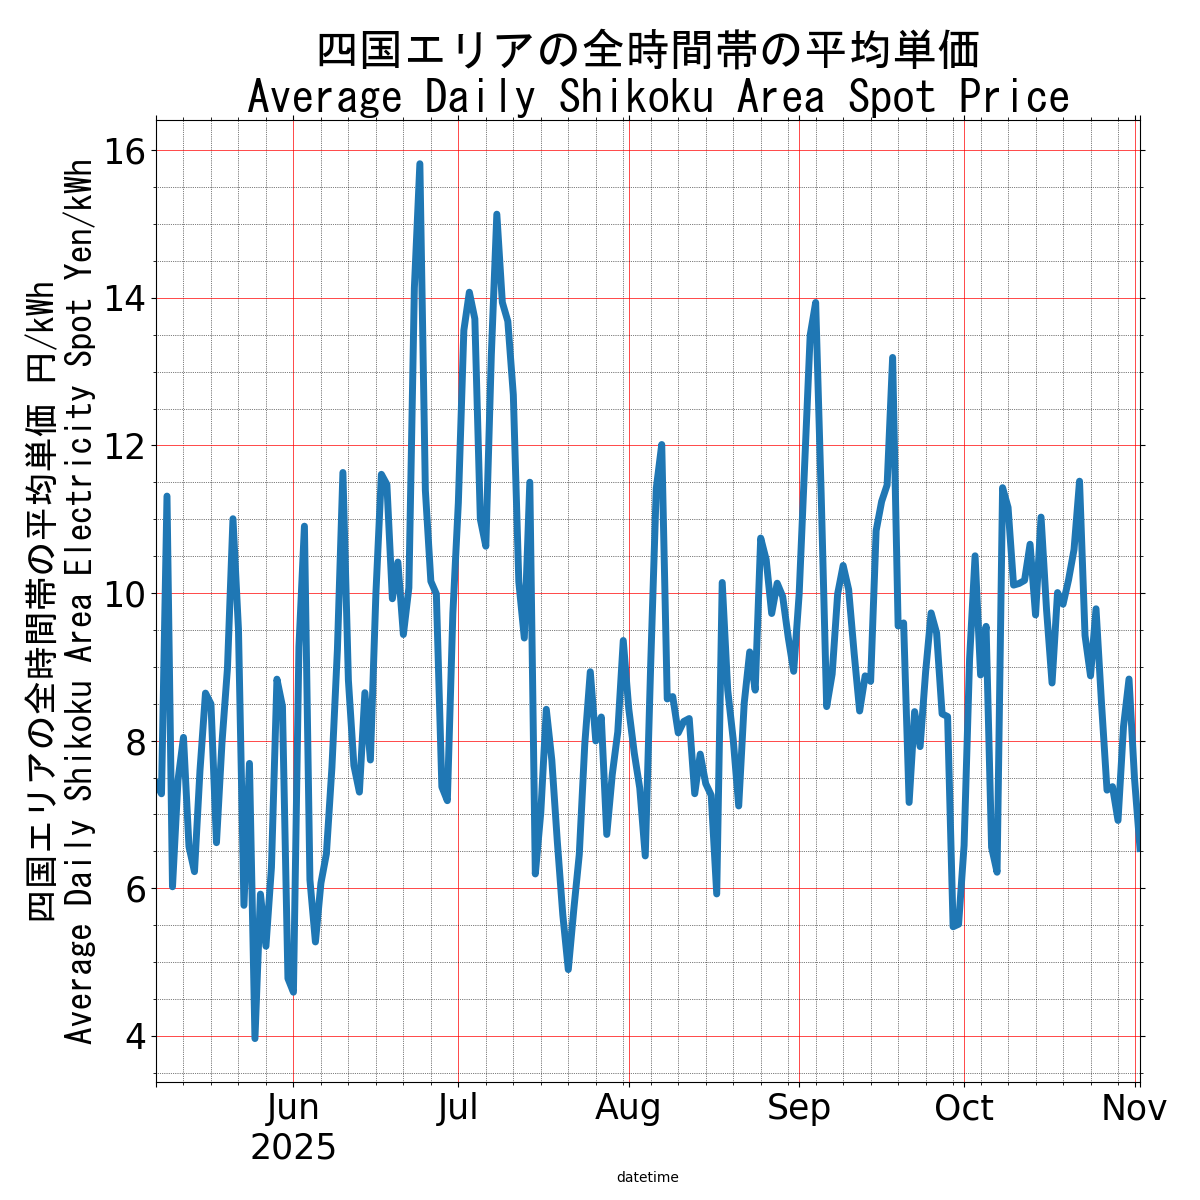 四国エリアの全時間帯の平均単価
Average Daily Shikoku Area Spot Price
四国エリアの全時間帯の平均単価 円/kWh
Average Daily Shikoku Area Electricity Spot Yen/kWh
16
14
12
10
8
6
4
Jun Jul Aug Sep Oct Nov
2025
datetime